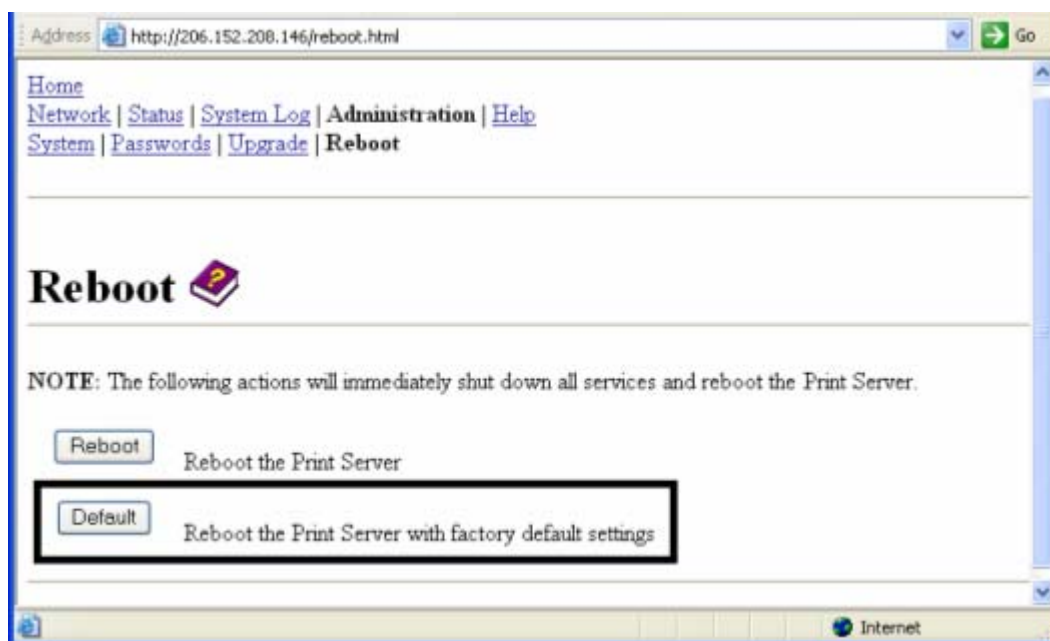 Address http://206.152.208.146/reboot.html Go
Home
Network | Status | System Log | Administration | Help
System | Passwords | Upgrade | Reboot
Reboot
NOTE: The following actions will immediately shut down all services and reboot the Print Server.
Reboot Reboot the Print Server
Default Reboot the Print Server with factory default settings
Internet